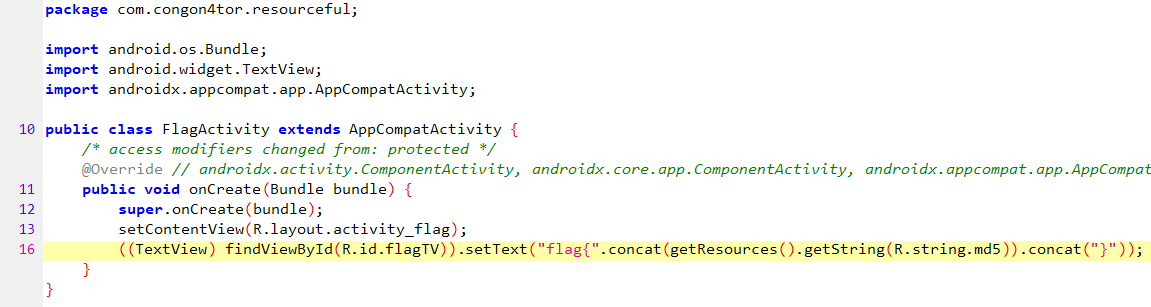 package com.congon4tor.resourceful;
import android.os.Bundle;
import android.widget.TextView;
import androidx.appcompat.app.AppCompatActivity;
10 public class FlagActivity extends AppCompatActivity {
/* access modifiers changed from: protected */
@Override // androidx.activity.ComponentActivity, androidx.core.app.ComponentActivity, androidx.appcompat.app.AppCompat
11 public void onCreate(Bundle bundle) {
12 super.onCreate(bundle);
13 setContentView(R.layout.activity_flag);
16 ((TextView) findViewById(R.id.flagTV)).setText("flag{".concat(getResources().getString(R.string.md5)).concat("}"));
}
}